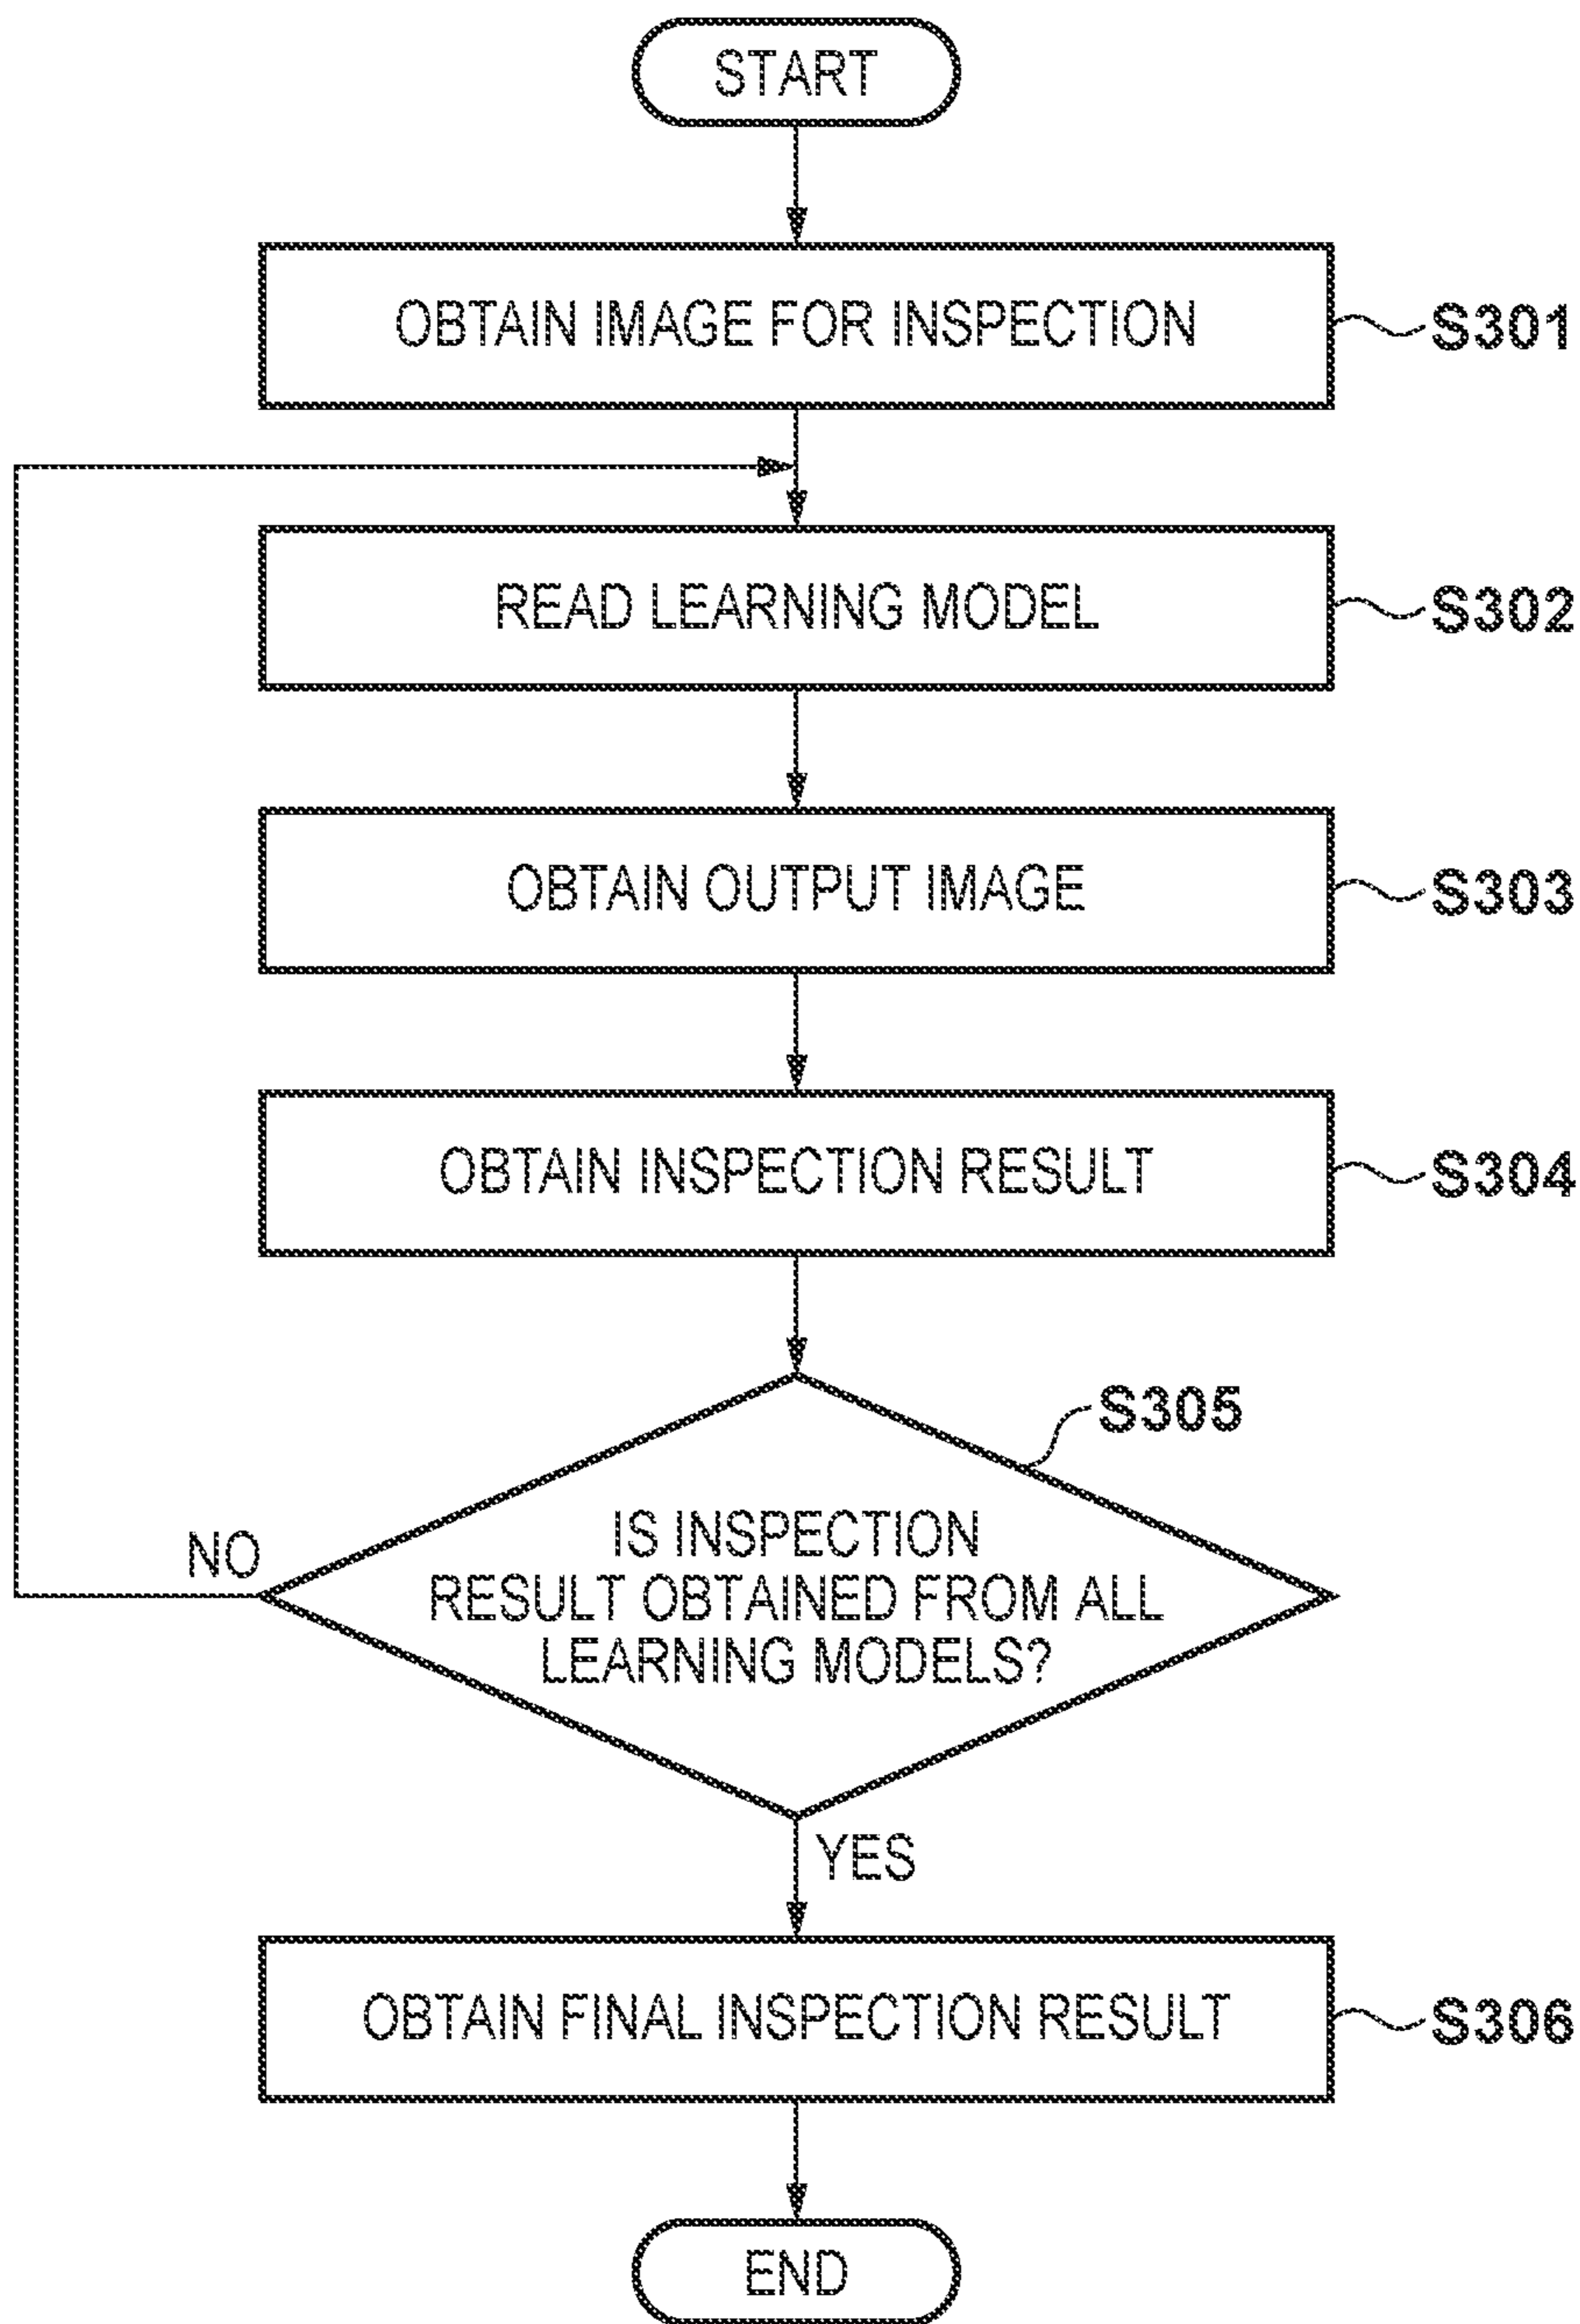 START
OBTAIN IMAGE FOR INSPECTION
S301
READ LEARNING MODEL
S302
OBTAIN OUTPUT IMAGE
S303
OBTAIN INSPECTION RESULT
S304
S305
IS INSPECTION
RESULT OBTAINED FROM ALL
LEARNING MODELS?
NO
YES
OBTAIN FINAL INSPECTION RESULT
S306
END